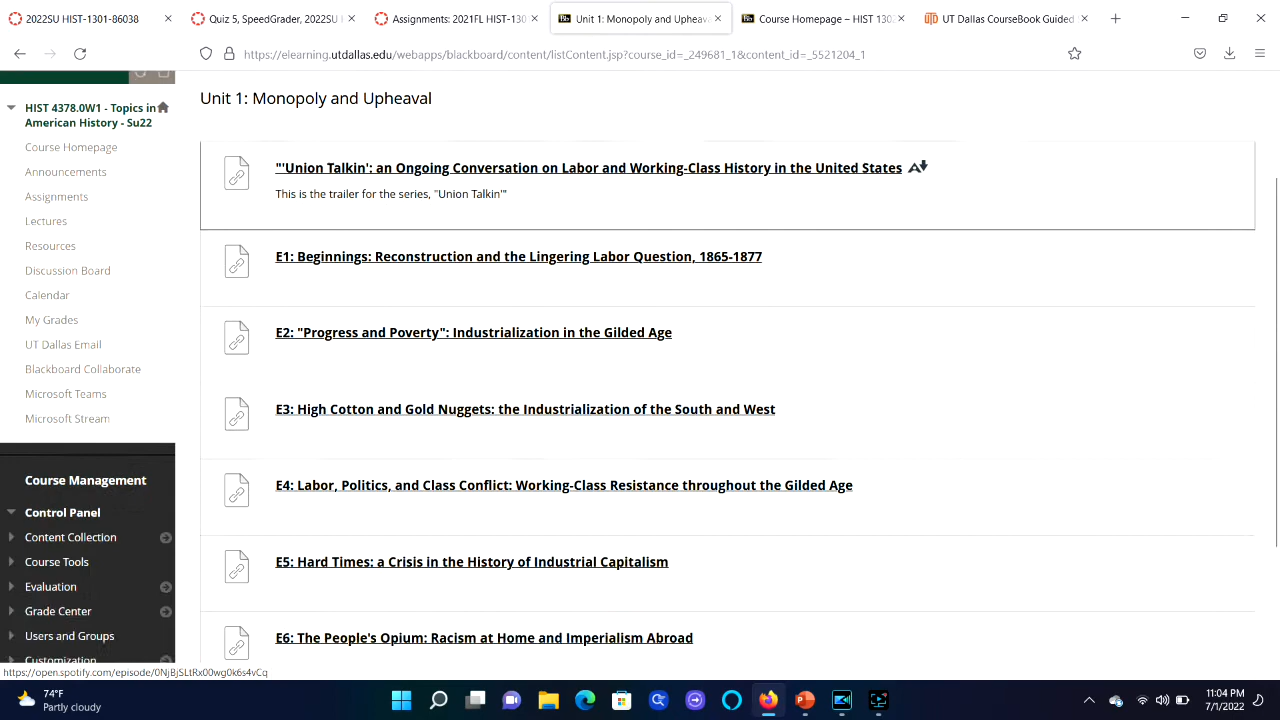 2022SU HIST-1301-86038
Quiz 5, SpeedGrader, 2022SU H
Assignments: 2021FL HIST-130
Unit 1: Monopoly and Upheava
Course Homepage – HIST 130
UT Dallas CourseBook Guided
https://elearning.utdallas.edu/webapps/blackboard/content/listContent.jsp?course_id=_249681_1&content_id=_5521204_1
HIST 4378.0W1 - Topics in
American History - Su22
Course Homepage
Announcements
Assignments
Lectures
Resources
Discussion Board
Calendar
My Grades
UT Dallas Email
Blackboard Collaborate
Microsoft Teams
Microsoft Stream
Course Management
Control Panel
Content Collection
Course Tools
Evaluation
Grade Center
Users and Groups
Customization
Unit 1: Monopoly and Upheaval
"'Union Talkin': an Ongoing Conversation on Labor and Working-Class History in the United States
This is the trailer for the series, "Union Talkin'"
E1: Beginnings: Reconstruction and the Lingering Labor Question, 1865-1877
E2: "Progress and Poverty": Industrialization in the Gilded Age
E3: High Cotton and Gold Nuggets: the Industrialization of the South and West
E4: Labor, Politics, and Class Conflict: Working-Class Resistance throughout the Gilded Age
E5: Hard Times: a Crisis in the History of Industrial Capitalism
E6: The People's Opium: Racism at Home and Imperialism Abroad
https://open.spotify.com/episode/0NjBjSLtRx00wg0k6s4vCq
74°F
Partly cloudy
11:04 PM
7/1/2022